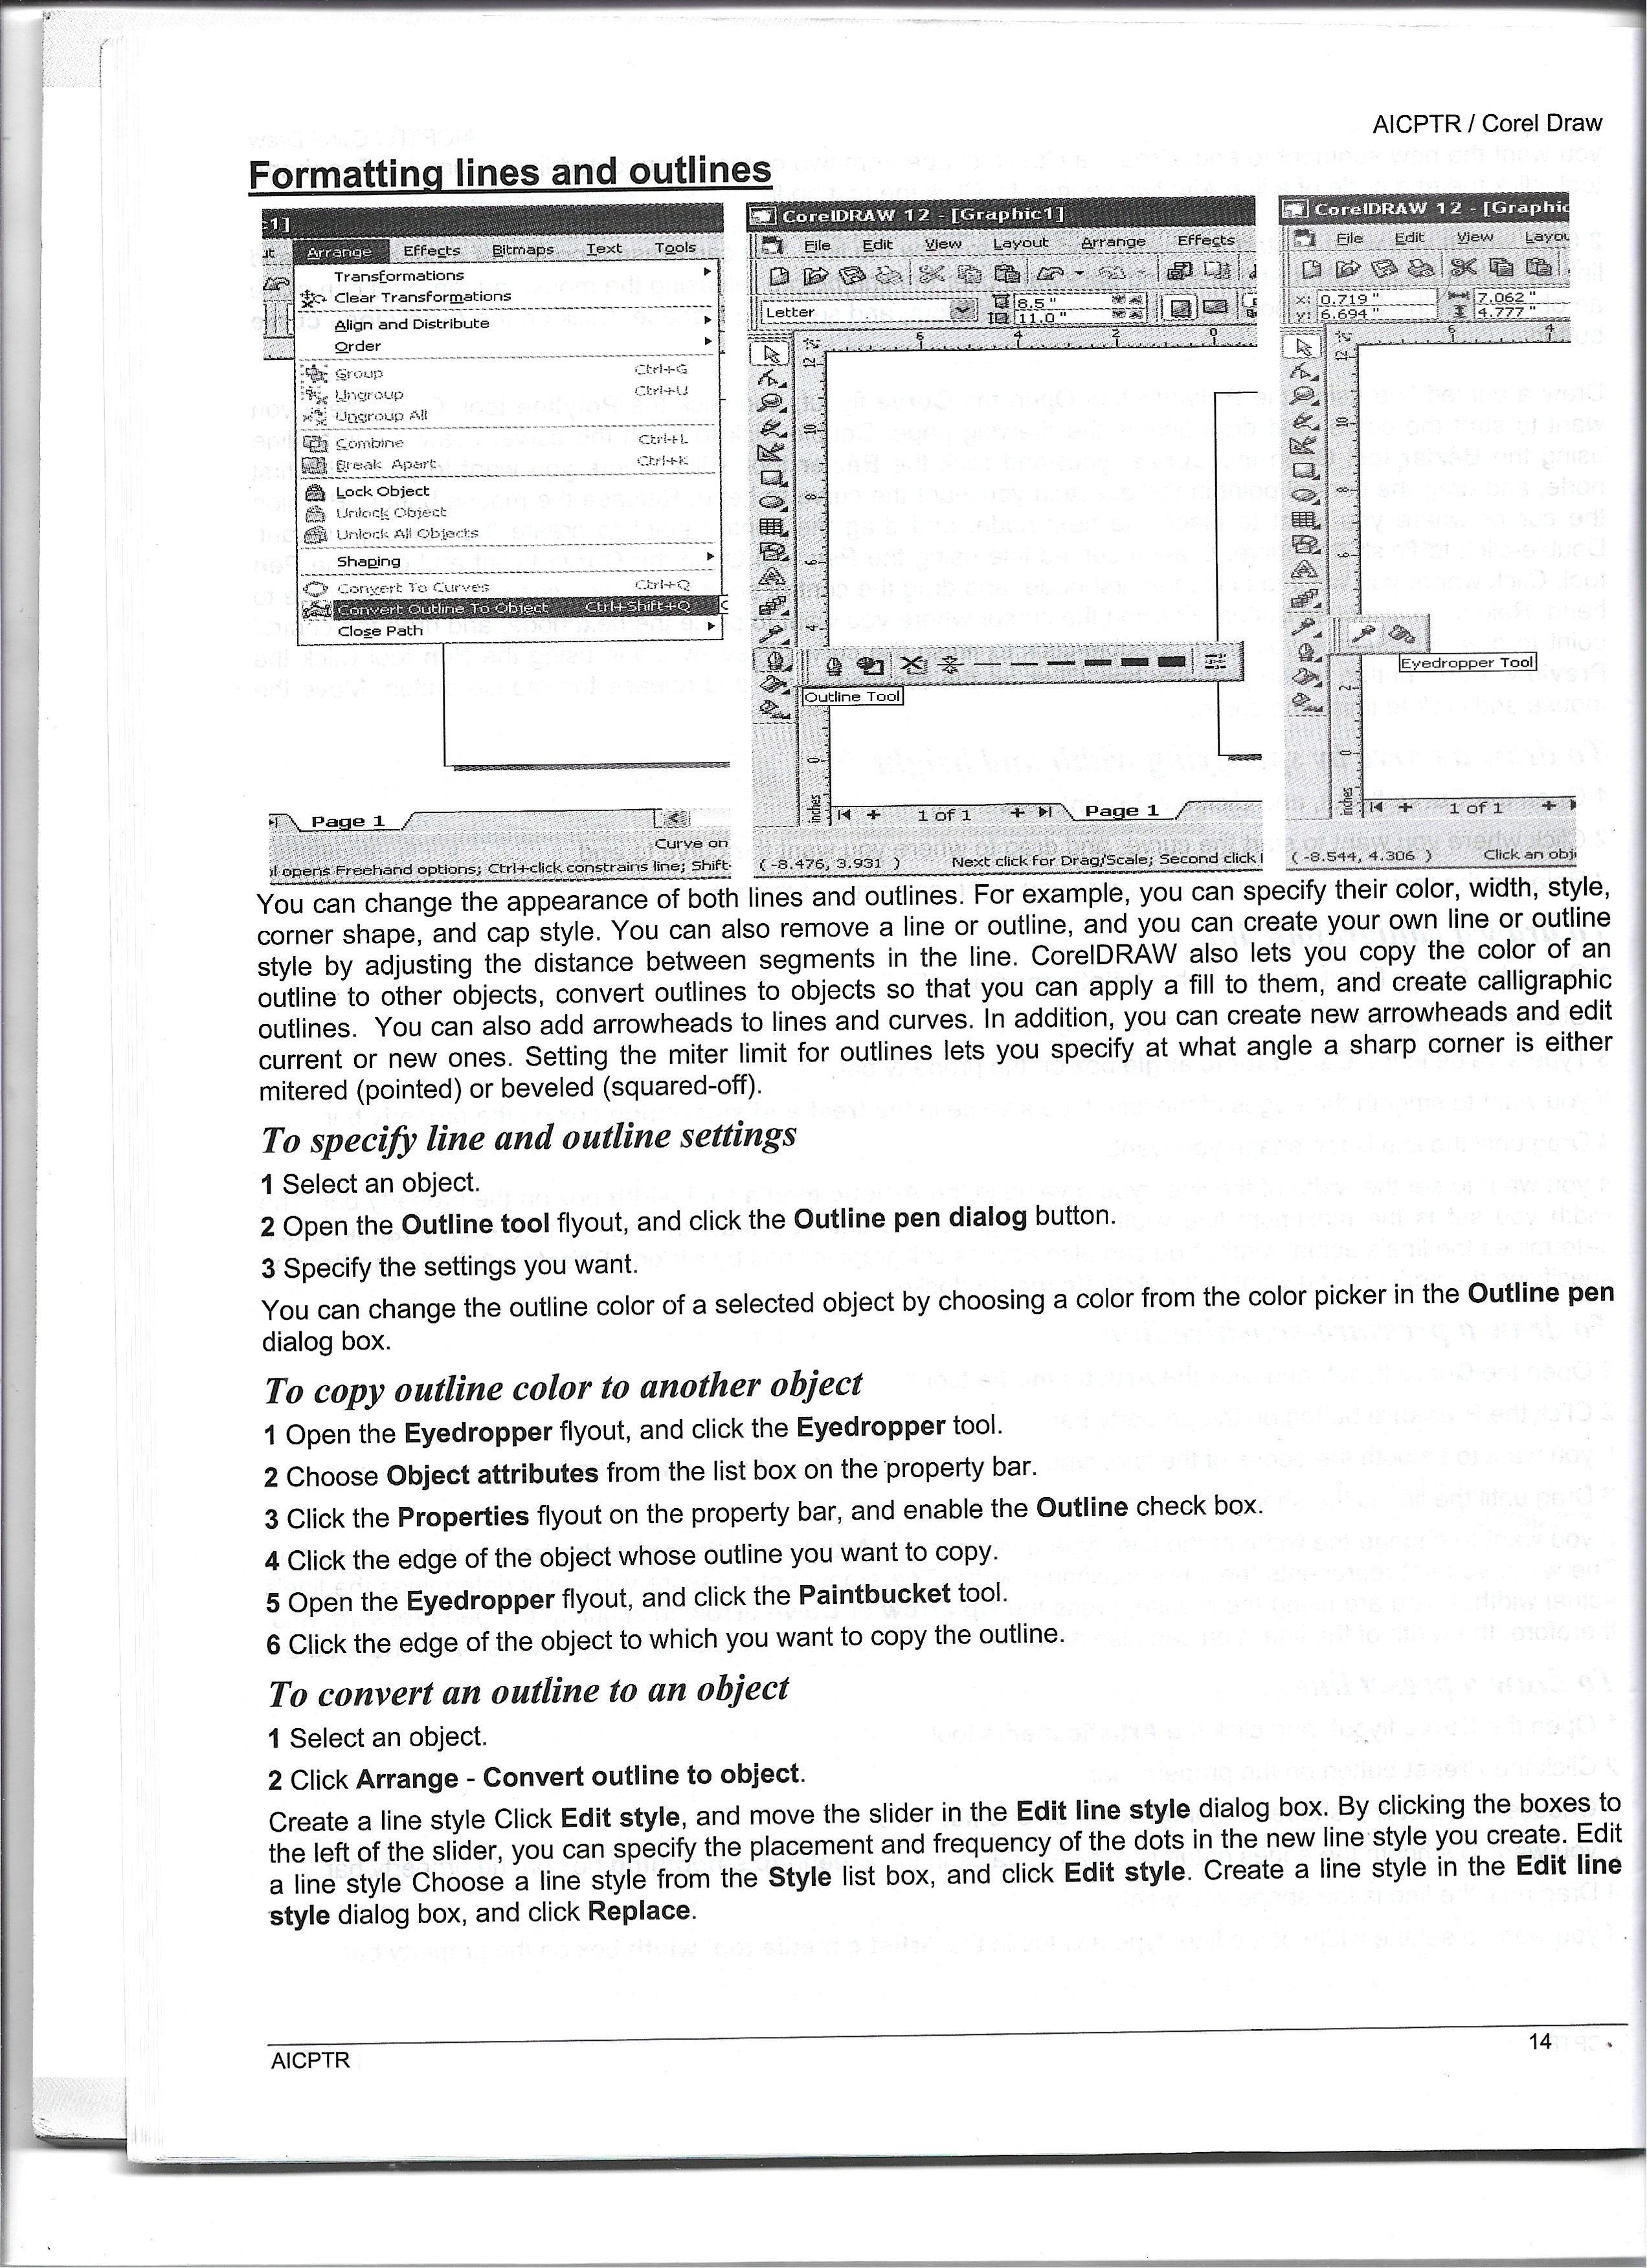 AICPTR / Corel Draw
Formatting lines and outlines
:1]
Arrange Effects Bitmaps Text Tools
Transformations
Clear Transformations
Align and Distribute
Order
Group Ctrl+G
Ungroup Ctrl+U
Ungroup All
Combine Ctrl+L
Break Apart Ctrl+K
Lock Object
Unlock Object
Unlock All Objects
Shaping
Convert To Curves Ctrl+Q
Convert Outline To Object Ctrl+Shift+Q
Close Path
Page 1
Curve on
opens Freehand options; Ctrl+click constrains line; Shift-
CorelDRAW 12 - [Graphic1]
File Edit View Layout Arrange Effects
Letter 8.5 "
11.0 "
6 4 2 0
12
10
8
6
4
Outline Tool
0
inches
1 of 1 Page 1
( -8.476, 3.931 ) Next click for Drag/Scale; Second click
CorelDRAW 12 - [Graphic
File Edit View Layou
x: 0.719 " 7.062 "
y: 6.694 " 4.777 "
6 4
12
10
8
6
Eyedropper Tool
2
0
inches
1 of 1
( -8.544, 4.306 ) Click an obj
You can change the appearance of both lines and outlines. For example, you can specify their color, width, style,
corner shape, and cap style. You can also remove a line or outline, and you can create your own line or outline
style by adjusting the distance between segments in the line. CorelDRAW also lets you copy the color of an
outline to other objects, convert outlines to objects so that you can apply a fill to them, and create calligraphic
outlines. You can also add arrowheads to lines and curves. In addition, you can create new arrowheads and edit
current or new ones. Setting the miter limit for outlines lets you specify at what angle a sharp corner is either
mitered (pointed) or beveled (squared-off).
To specify line and outline settings
1 Select an object.
2 Open the Outline tool flyout, and click the Outline pen dialog button.
3 Specify the settings you want.
You can change the outline color of a selected object by choosing a color from the color picker in the Outline pen
dialog box.
To copy outline color to another object
1 Open the Eyedropper flyout, and click the Eyedropper tool.
2 Choose Object attributes from the list box on the property bar.
3 Click the Properties flyout on the property bar, and enable the Outline check box.
4 Click the edge of the object whose outline you want to copy.
5 Open the Eyedropper flyout, and click the Paintbucket tool.
6 Click the edge of the object to which you want to copy the outline.
To convert an outline to an object
1 Select an object.
2 Click Arrange - Convert outline to object.
Create a line style Click Edit style, and move the slider in the Edit line style dialog box. By clicking the boxes to
the left of the slider, you can specify the placement and frequency of the dots in the new line style you create. Edit
a line style Choose a line style from the Style list box, and click Edit style. Create a line style in the Edit line
style dialog box, and click Replace.
14
AICPTR